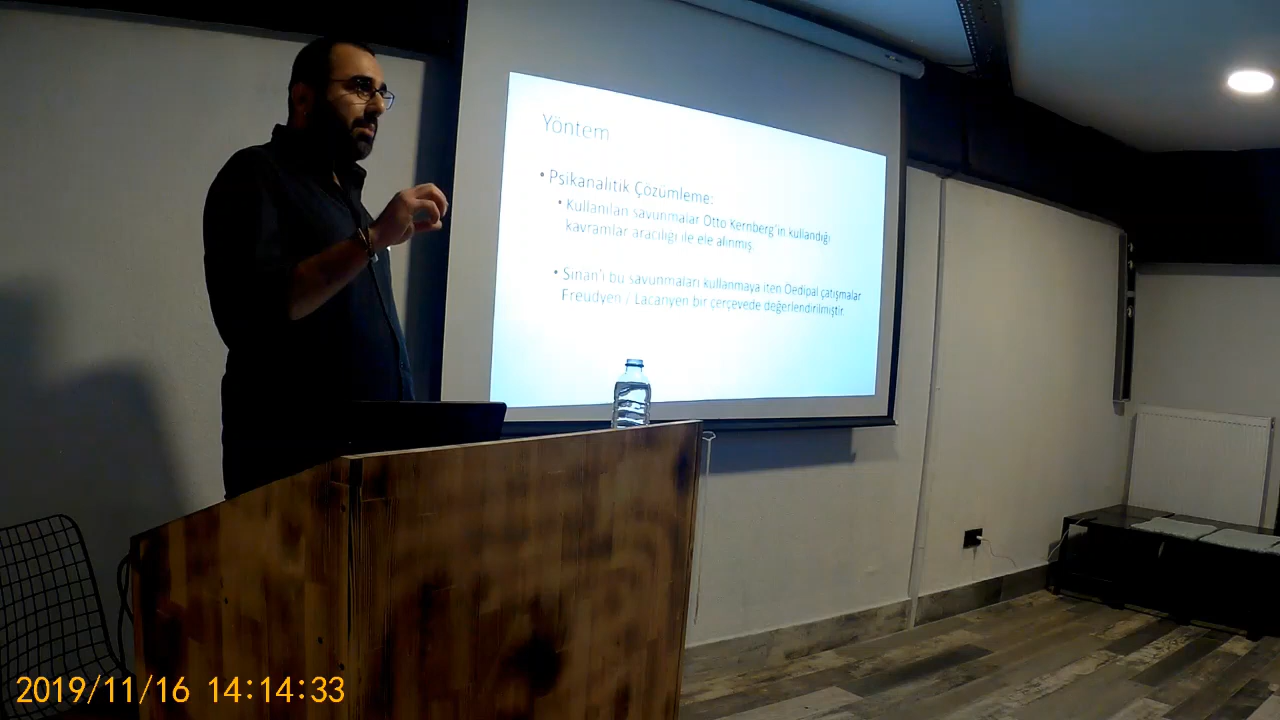 Yöntem
• Psikanalitik Çözümleme:
• Kullanılan savunmalar Otto Kernberg'in kullandığı
kavramlar aracılığı ile ele alınmış.
• Sinan'ı bu savunmaları kullanmaya iten Oedipal çatışmalar
Freudyen / Lacanyen bir çerçevede değerlendirilmiştir
2019/11/16 14:14:33